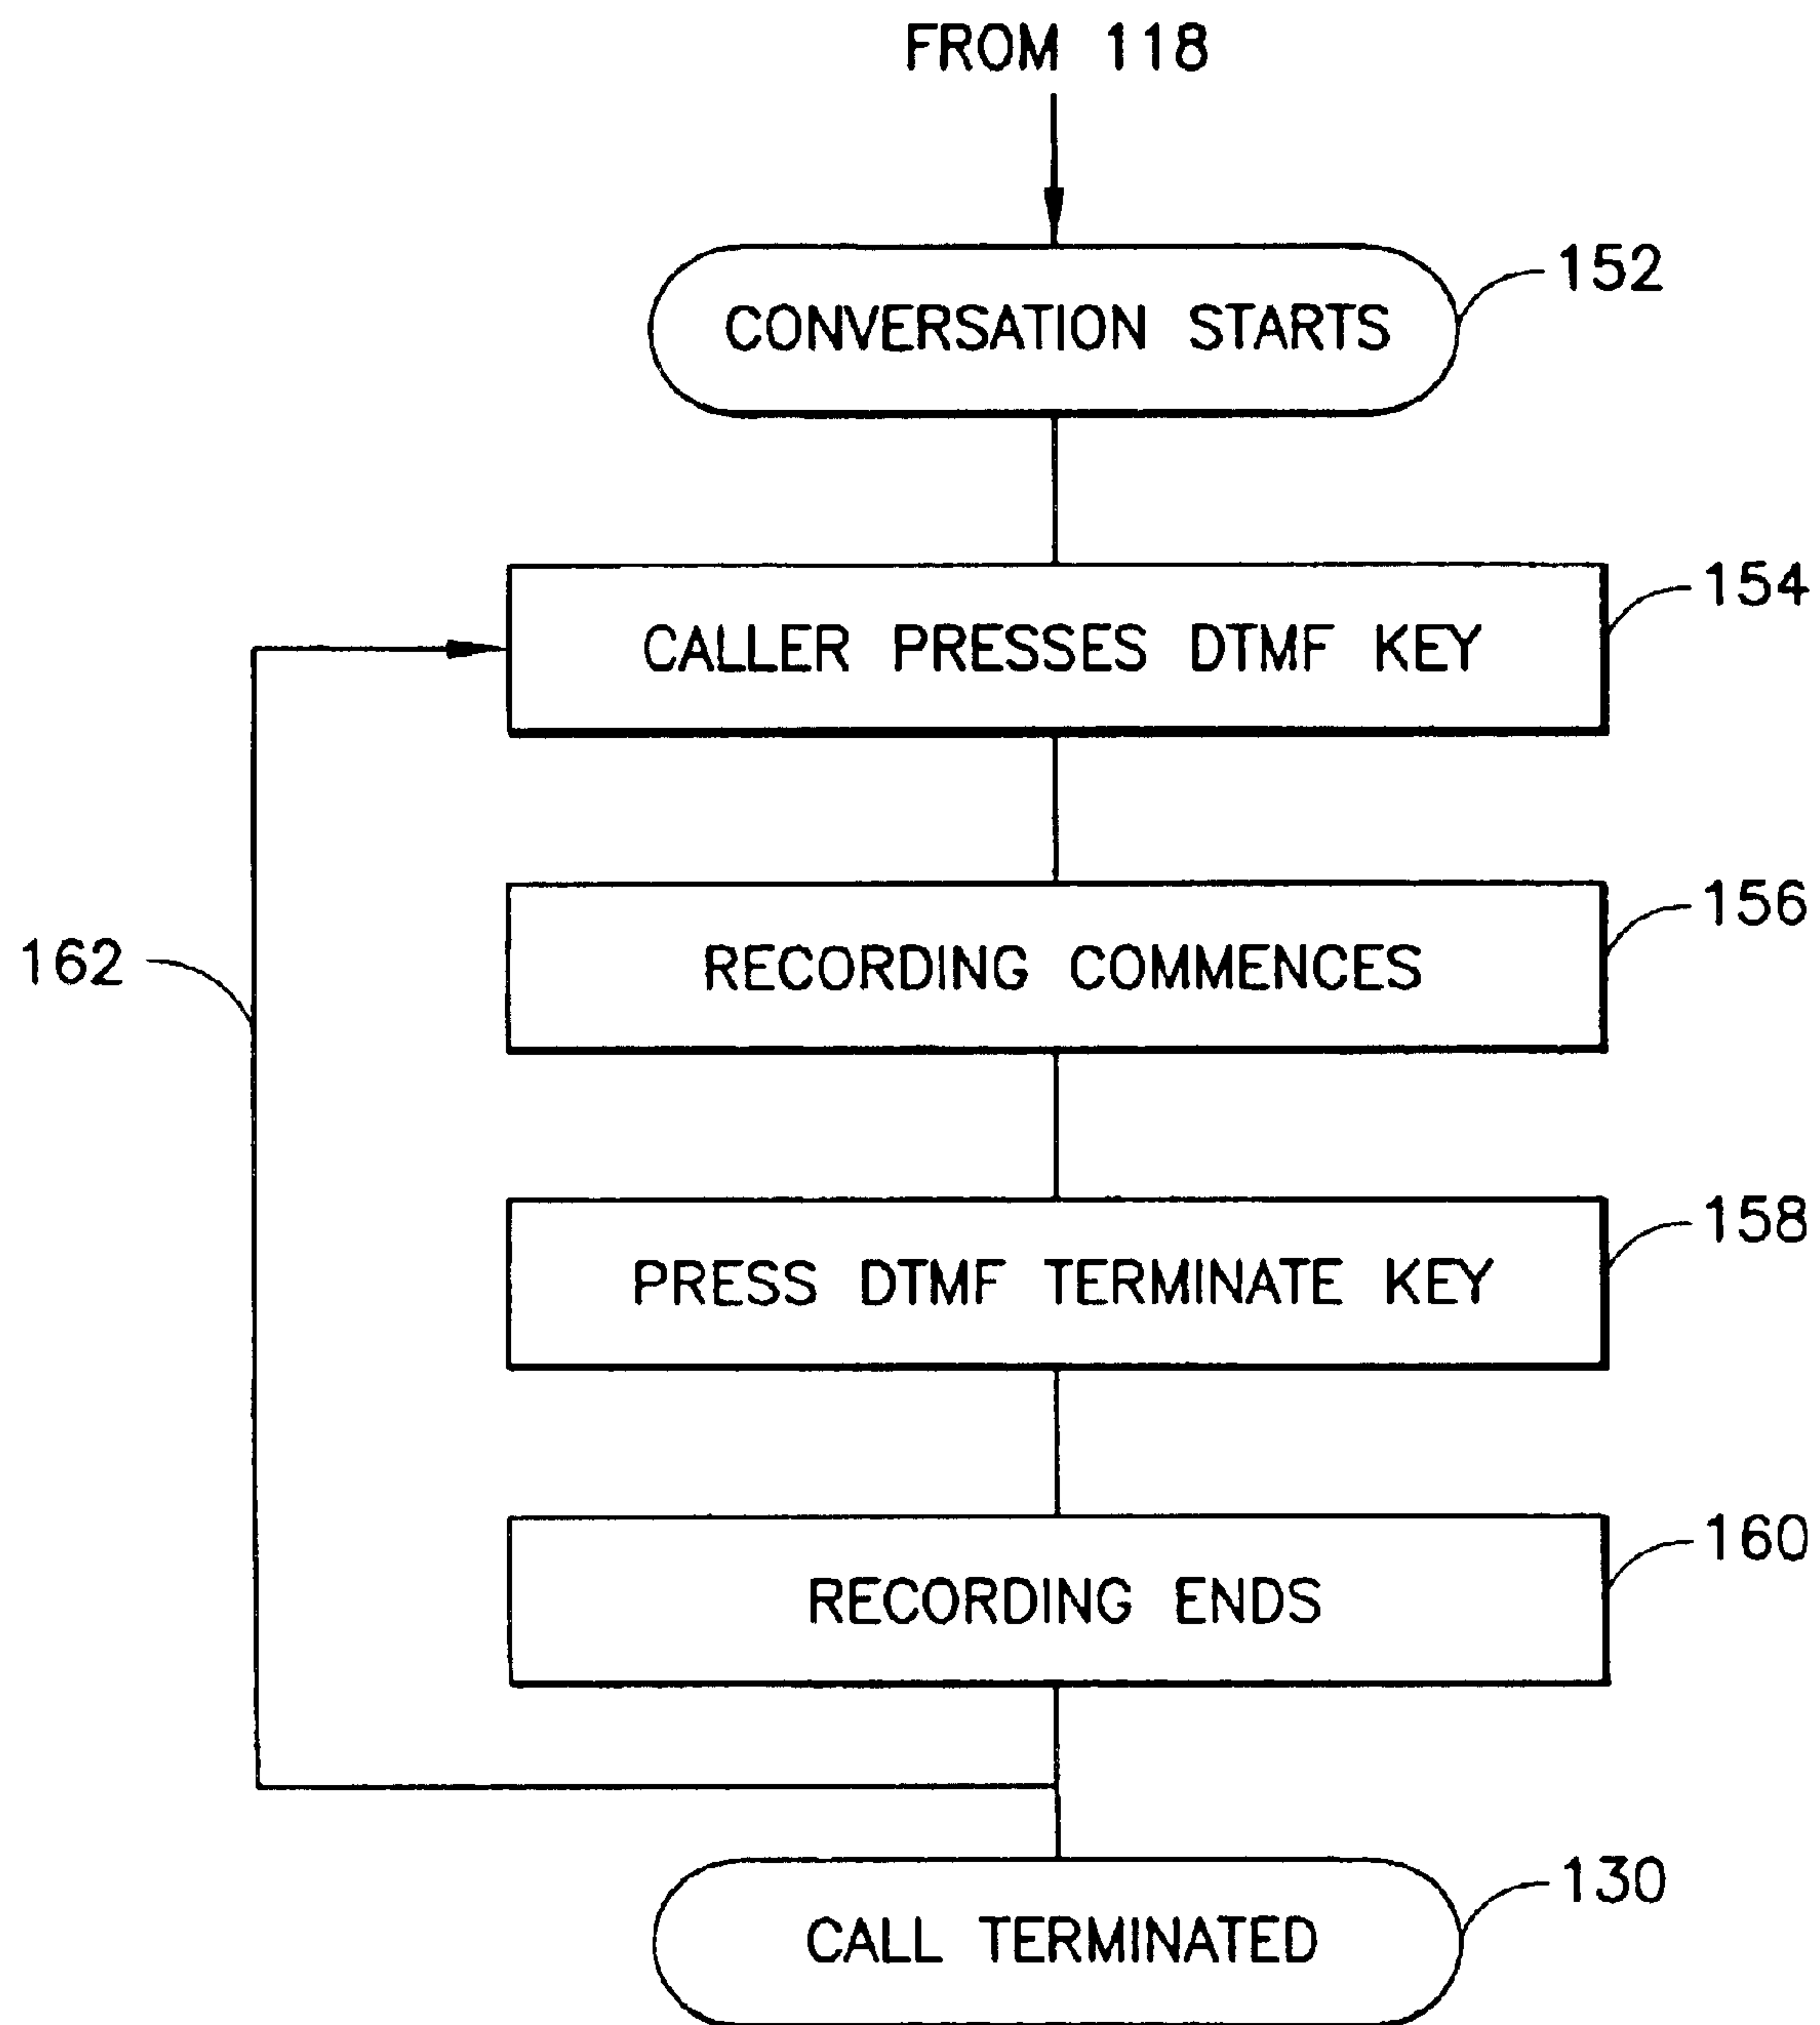 FROM 118
CONVERSATION STARTS
152
CALLER PRESSES DTMF KEY
154
RECORDING COMMENCES
156
162
PRESS DTMF TERMINATE KEY
158
RECORDING ENDS
160
CALL TERMINATED
130